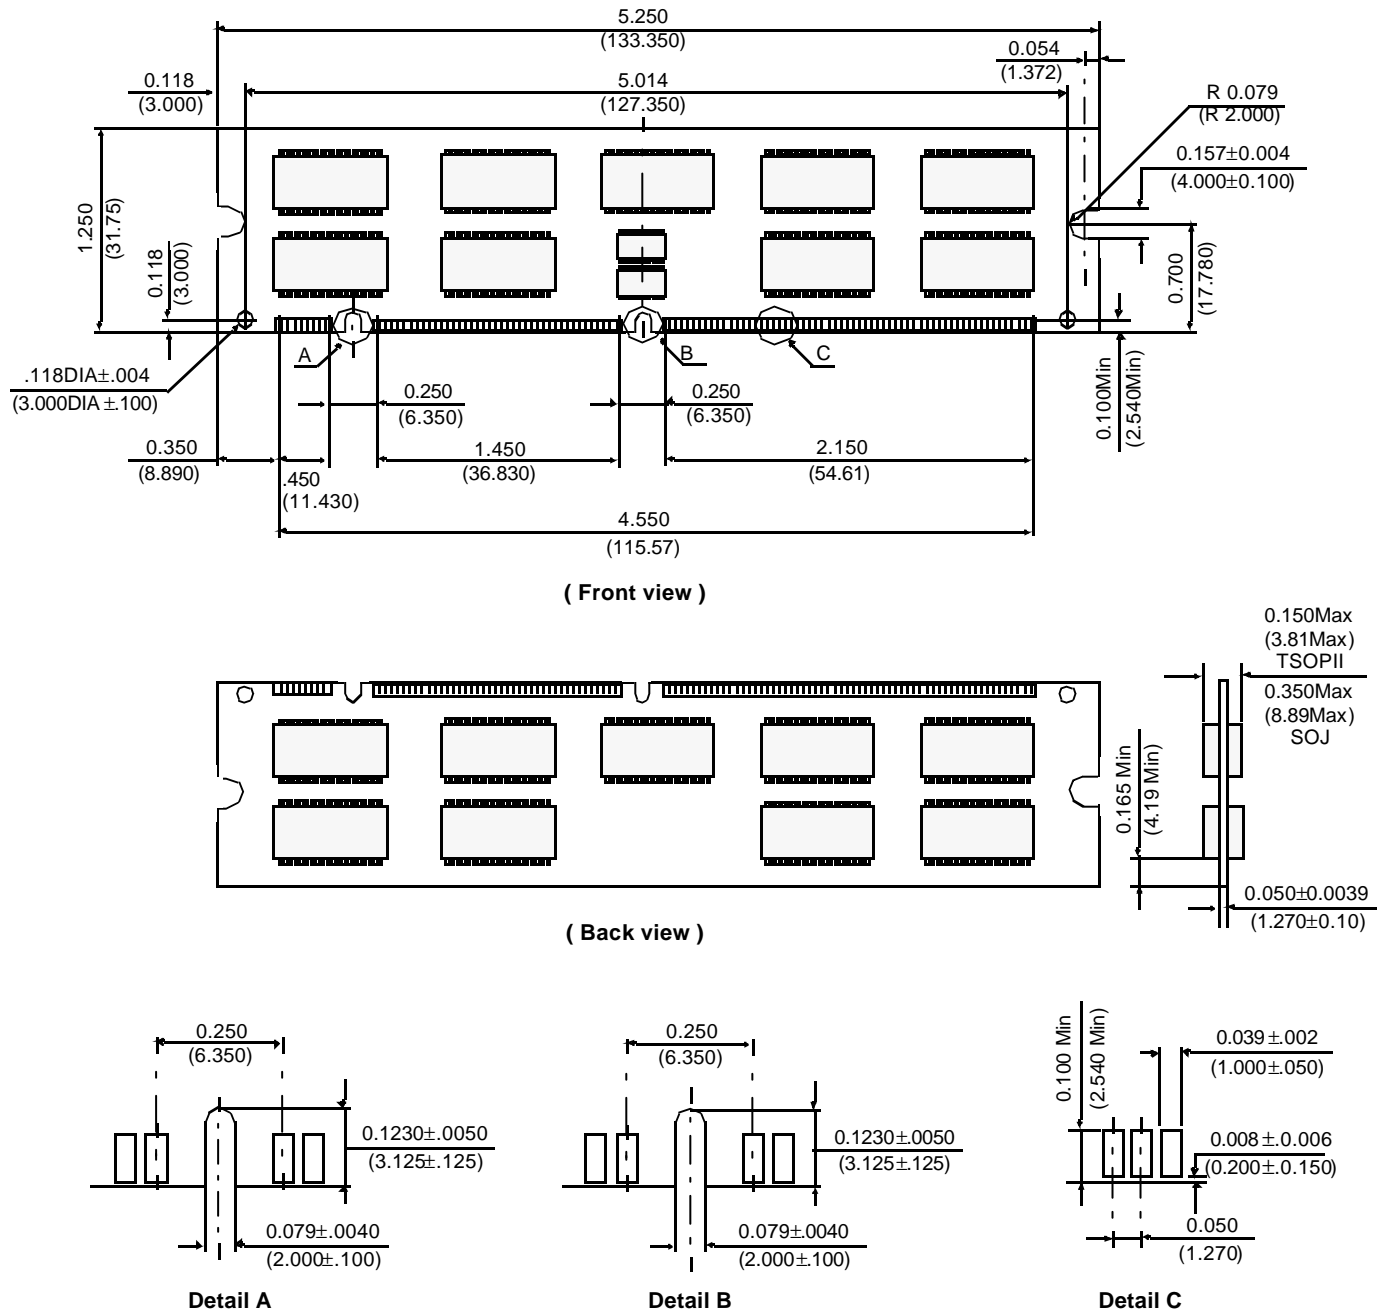 5.250
(133.350)
0.054
(1.372)
0.118
(3.000)
5.014
(127.350)
R 0.079
(R 2.000)
0.157±0.004
(4.000±0.100)
1.250
(31.75)
0.118
(3.000)
0.700
(17.780)
A
B
C
.118DIA±.004
(3.000DIA±.100)
0.250
(6.350)
0.250
(6.350)
0.100Min
(2.540Min)
0.350
(8.890)
.450
(11.430)
1.450
(36.830)
2.150
(54.61)
4.550
(115.57)
( Front view )
0.150Max
(3.81Max)
TSOPII
0.350Max
(8.89Max)
SOJ
0.165 Min
(4.19 Min)
0.050±0.0039
(1.270±0.10)
( Back view )
0.250
(6.350)
0.1230±.0050
(3.125±.125)
0.079±.0040
(2.000±.100)
Detail A
0.250
(6.350)
0.1230±.0050
(3.125±.125)
0.079±.0040
(2.000±.100)
Detail B
0.100 Min
(2.540 Min)
0.039±.002
(1.000±.050)
0.008±.0.006
(0.200±.0.150)
0.050
(1.270)
Detail C